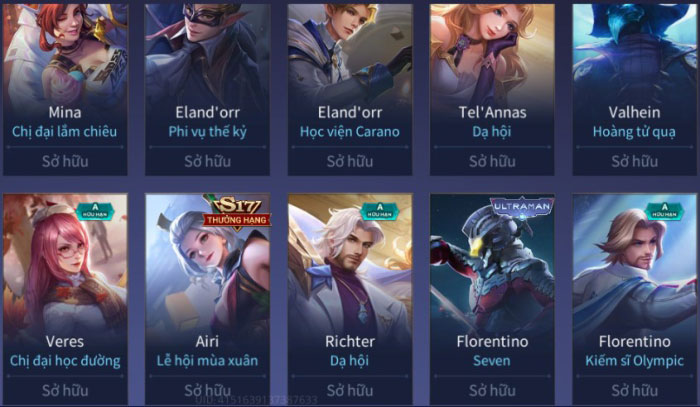 Mina
Chị đại lắm chiêu
Sở hữu
Eland'orr
Phi vụ thế kỷ
Sở hữu
Eland'orr
Học viện Carano
Sở hữu
Tel'Annas
Dạ hội
Sở hữu
Valhein
Hoàng tử quạ
Sở hữu
A
HỮU HẠN
Veres
Chị đại học đường
Sở hữu
S17
THƯỞNG HẠNG
Airi
Lễ hội mùa xuân
Sở hữu
A
HỮU HẠN
Richter
Dạ hội
Sở hữu
ULTRAMAN
Florentino
Seven
Sở hữu
A
HỮU HẠN
Florentino
Kiếm sĩ Olympic
Sở hữu
UID: 4151639137387633